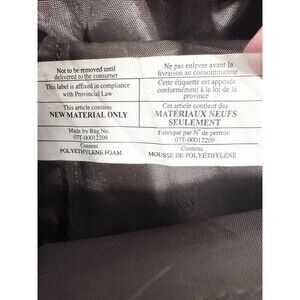 Not to be removed until
delivered to the consumer
Ne pas enlever avant la
livraison au consommateur
This label is affixed in compliance
with Provincial Law
Cette étiquette est apposée
conformément à la loi de la
province
This article contains
NEW MATERIAL ONLY
Cet article contient des
MATÉRIAUX NEUFS
SEULEMENT
Made by Reg No.
07T-00012209
Fabriqué par N° de permis:
07T-00012209
Content
POLYETHYLENE FOAM
Contenu
MOUSSE DE POLYÉTHYLÈNE